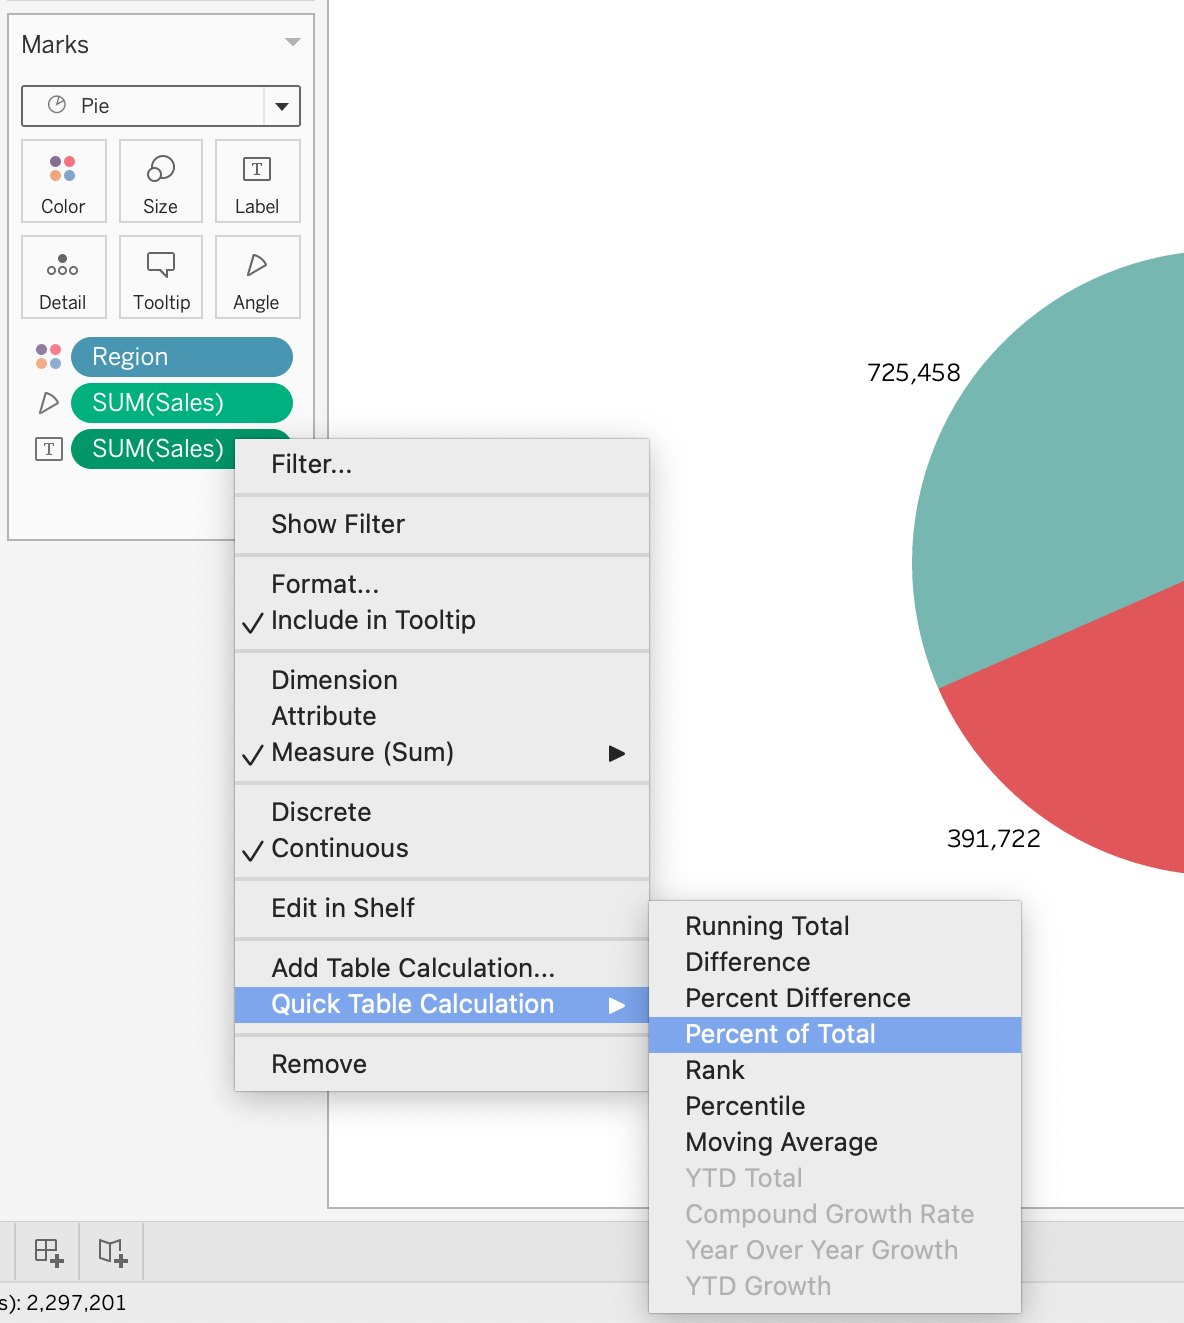 Marks
Pie
Color Size Label
Detail Tooltip Angle
Region
SUM(Sales)
T SUM(Sales)
725,458
391,722
Filter...
Show Filter
Format...
Include in Tooltip
Dimension
Attribute
Measure (Sum)
Discrete
Continuous
Edit in Shelf
Add Table Calculation...
Quick Table Calculation
Remove
Running Total
Difference
Percent Difference
Percent of Total
Rank
Percentile
Moving Average
YTD Total
Compound Growth Rate
Year Over Year Growth
YTD Growth
s): 2,297,201